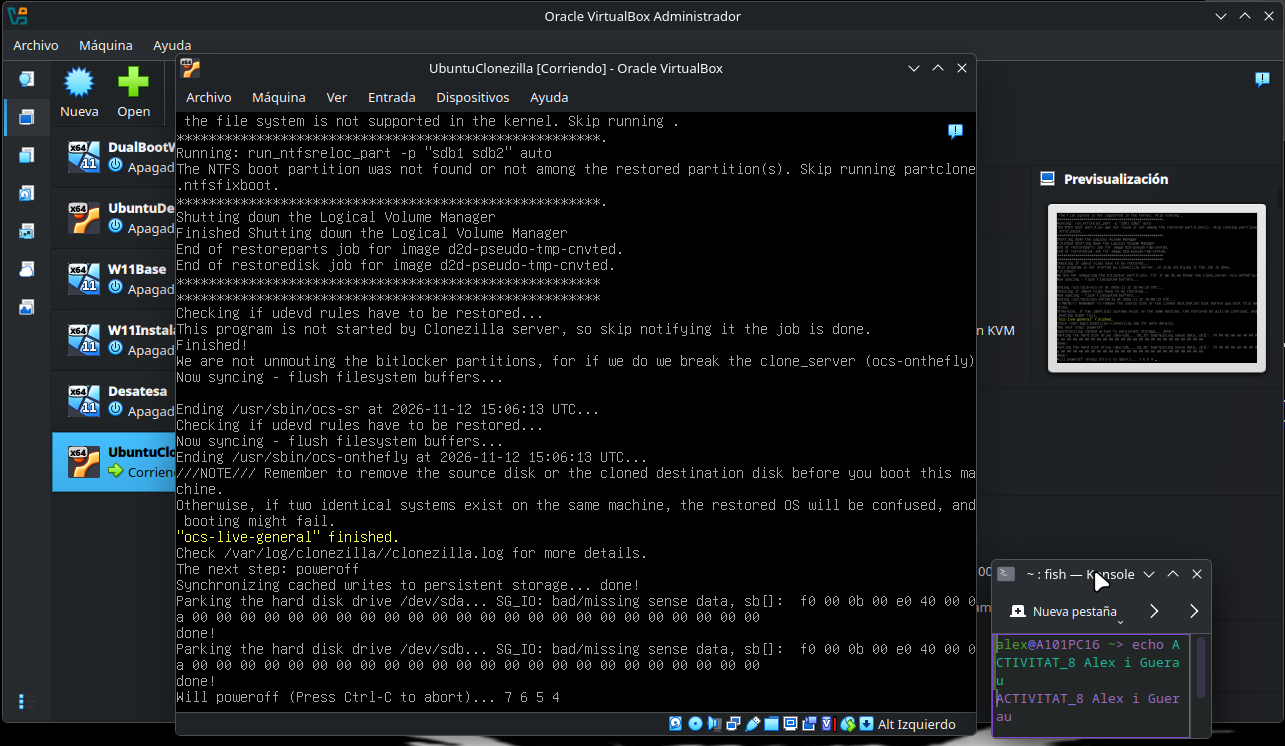 Oracle VirtualBox Administrador
Archivo Máquina Ayuda
Nueva Open
DualBootW
Apagad
UbuntuDe
Apagad
W11Base
Apagad
W11Instala
Apagad
Desatesa
Apagad
UbuntuClo
Corrien
UbuntuClonezilla [Corriendo] - Oracle VirtualBox
Archivo Máquina Ver Entrada Dispositivos Ayuda
the file system is not supported in the kernel. Skip running .
*****************************************************.
Running: run_ntfsreloc_part -p "sdb1 sdb2" auto
The NTFS boot partition was not found or not among the restored partition(s). Skip running partclone
.ntfsfixboot.
*****************************************************.
Shutting down the Logical Volume Manager
Finished Shutting down the Logical Volume Manager
End of restoreparts job for image d2d-pseudo-tmp-cnvted.
End of restoredisk job for image d2d-pseudo-tmp-cnvted.
*****************************************************
*****************************************************
Checking if udevd rules have to be restored...
This program is not started by Clonezilla server, so skip notifying it the job is done.
Finished!
We are not unmouting the bitlocker partitions, for if we do we break the clone_server (ocs-onthefly)
Now syncing - flush filesystem buffers...
Ending /usr/sbin/ocs-sr at 2026-11-12 15:06:13 UTC...
Checking if udevd rules have to be restored...
Now syncing - flush filesystem buffers...
Ending /usr/sbin/ocs-onthefly at 2026-11-12 15:06:13 UTC...
///NOTE/// Remember to remove the source disk or the cloned destination disk before you boot this ma
chine.
Otherwise, if two identical systems exist on the same machine, the restored OS will be confused, and
booting might fail.
"ocs-live-general" finished.
Check /var/log/clonezilla//clonezilla.log for more details.
The next step: poweroff
Synchronizing cached writes to persistent storage... done!
Parking the hard disk drive /dev/sda... SG_IO: bad/missing sense data, sb[]:  f0 00 0b 00 e0 40 00 0
a 00 00 00 00 00 00 00 00 00 00 00 00 00 00 00 00 00
done!
Parking the hard disk drive /dev/sdb... SG_IO: bad/missing sense data, sb[]:  f0 00 0b 00 e0 40 00 0
a 00 00 00 00 00 00 00 00 00 00 00 00 00 00 00 00 00
done!
Will poweroff (Press Ctrl-C to abort)... 7 6 5 4
Alt Izquierdo
Previsualización
n KVM
~ : fish — Konsole
Nueva pestaña
alex@A101PC16 ~> echo A
CTIVITAT_8 Alex i Guera
u
ACTIVITAT_8 Alex i Guer
au